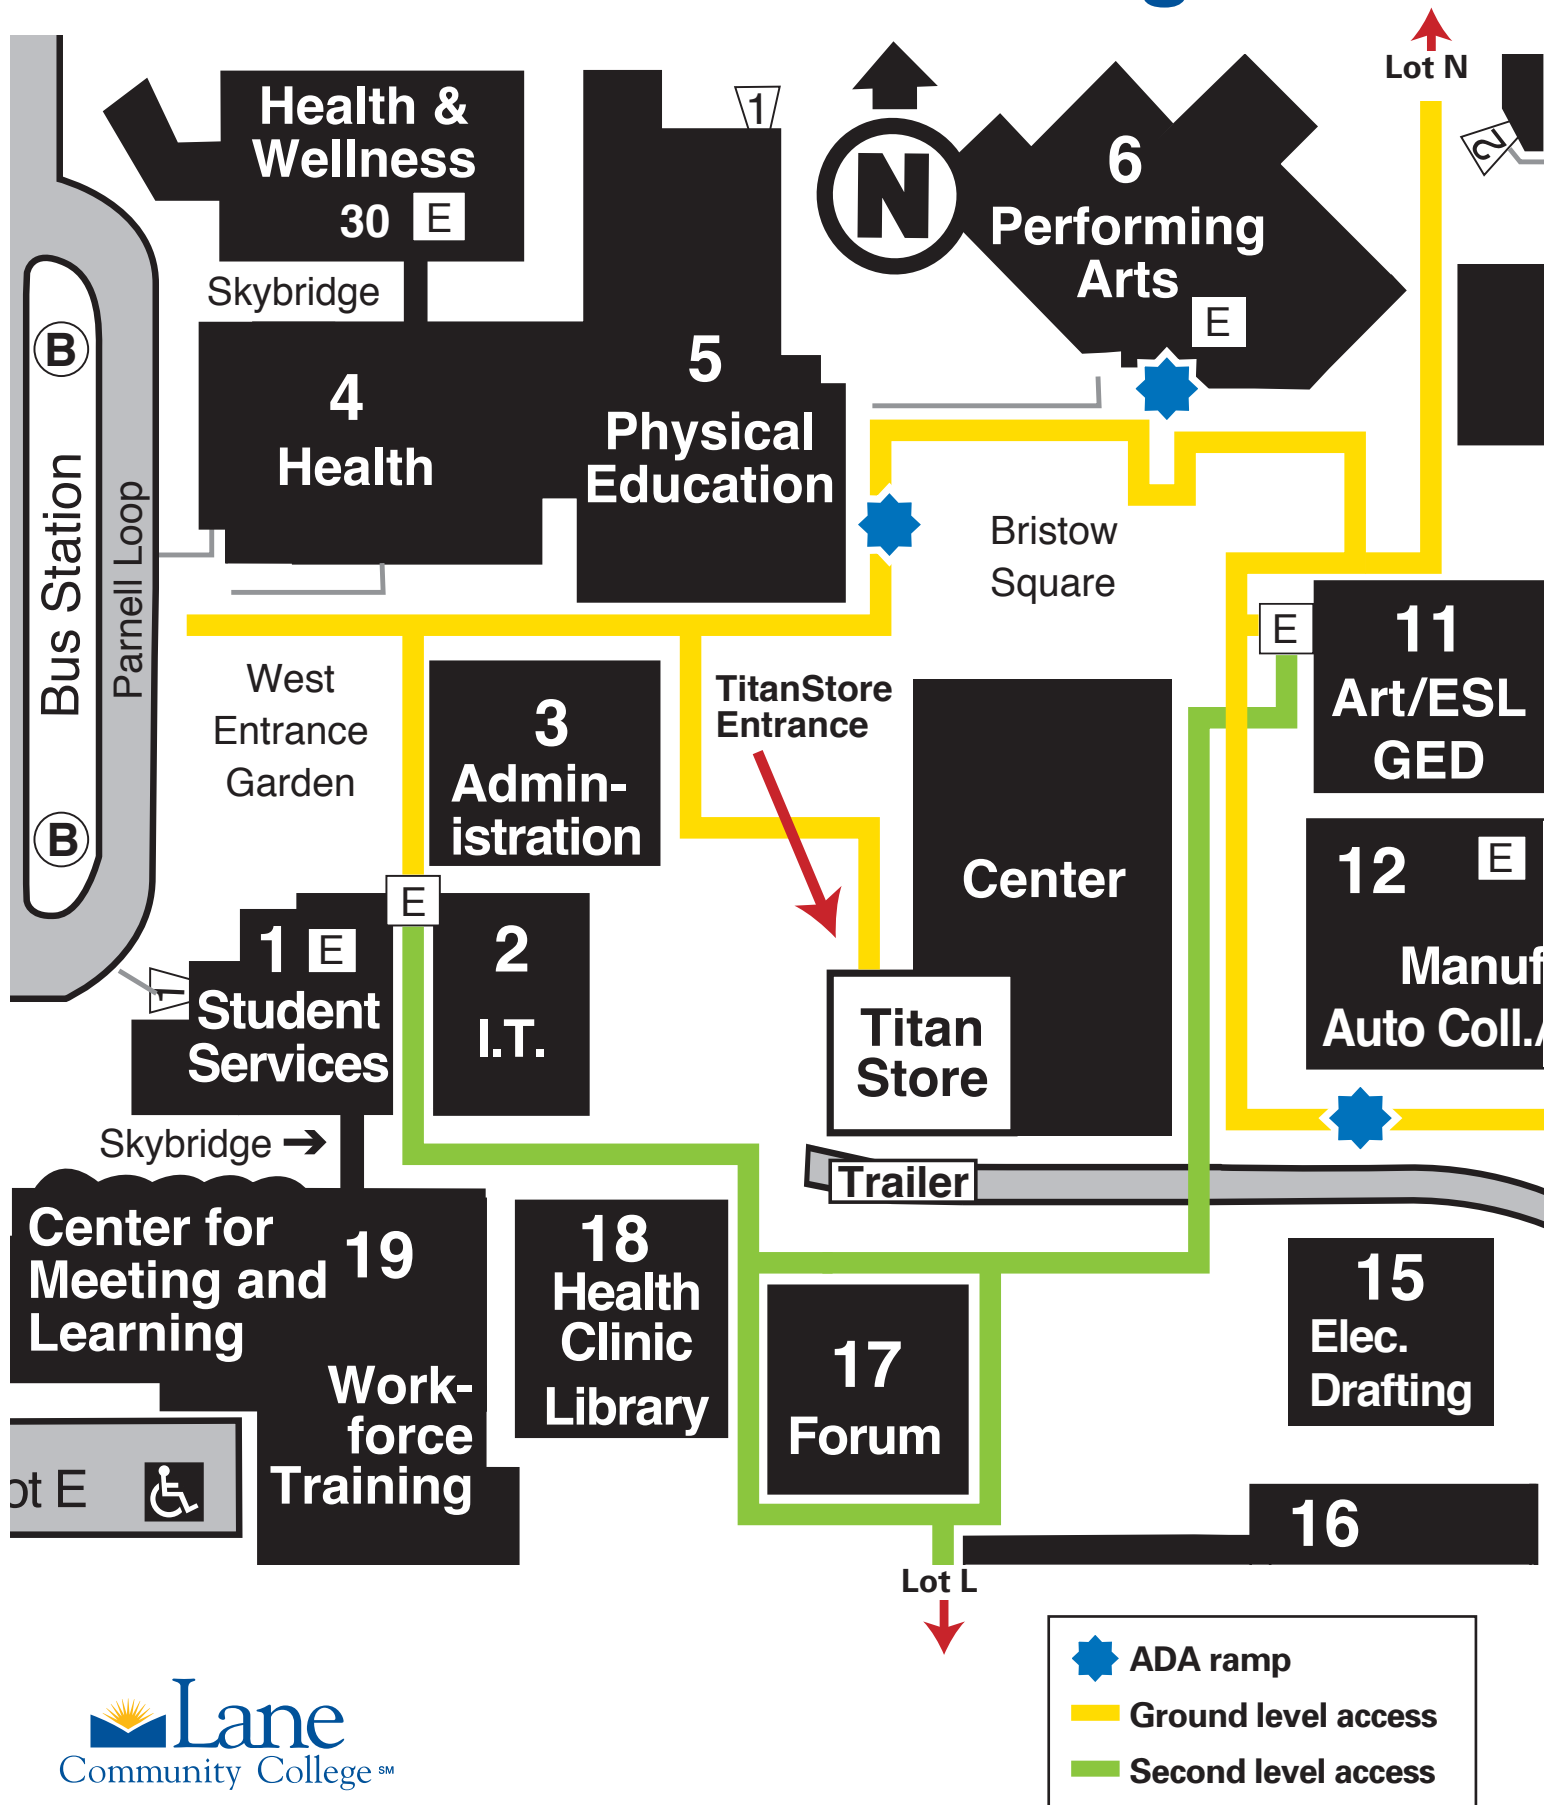 Lot N
Health &
Wellness
30 E
1
N
6
Performing
Arts
E
2
Skybridge
B
4
Health
5
Physical
Education
Bus Station
Parnell Loop
Bristow
Square
E
11
Art/ESL
GED
West
Entrance
Garden
3
Admin-
istration
TitanStore
Entrance
B
Center
12 E
Manuf
Auto Coll.
E
1 E
Student
Services
1
2
I.T.
Titan
Store
Skybridge
Trailer
Center for
Meeting and
Learning
19
Work-
force
Training
18
Health
Clinic
Library
17
Forum
15
Elec.
Drafting
ot E
16
Lot L
ADA ramp
Ground level access
Second level access
Lane
Community College SM